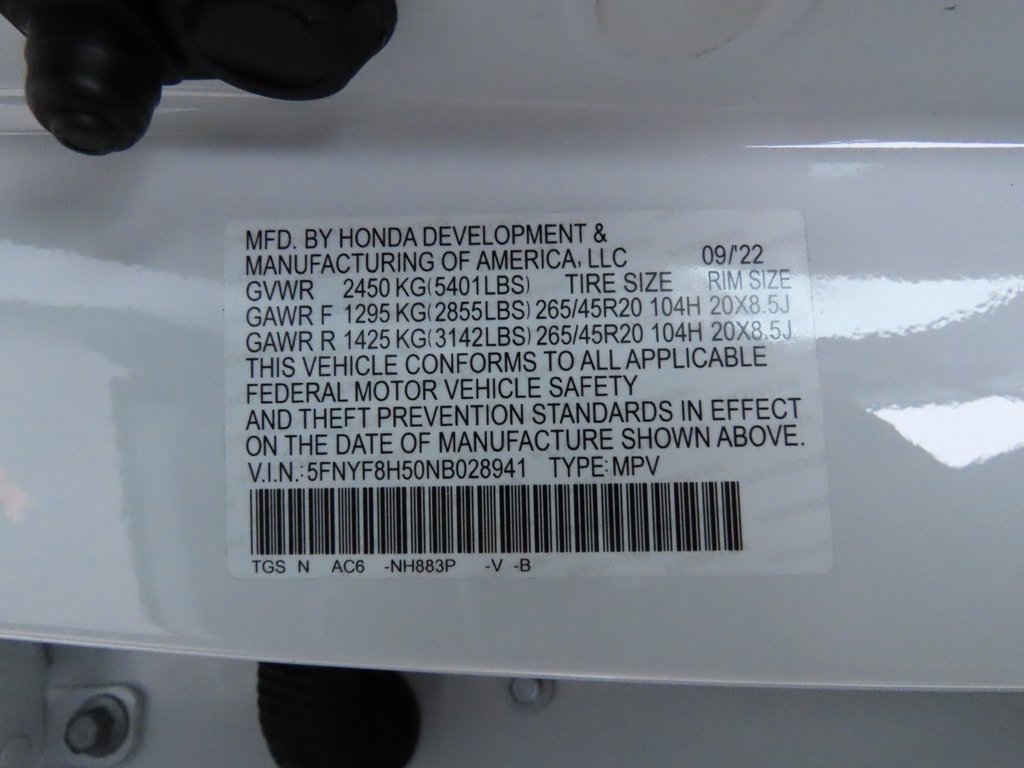 MFD. BY HONDA DEVELOPMENT &
MANUFACTURING OF AMERICA, LLC 09/'22
GVWR 2450 KG(5401LBS) TIRE SIZE RIM SIZE
GAWR F 1295 KG(2855LBS) 265/45R20 104H 20X8.5J
GAWR R 1425 KG(3142LBS) 265/45R20 104H 20X8.5J
THIS VEHICLE CONFORMS TO ALL APPLICABLE
FEDERAL MOTOR VEHICLE SAFETY
AND THEFT PREVENTION STANDARDS IN EFFECT
ON THE DATE OF MANUFACTURE SHOWN ABOVE.
V.I.N.:5FNYF8H50NB028941 TYPE:MPV
TGS N AC6 -NH883P -V -B